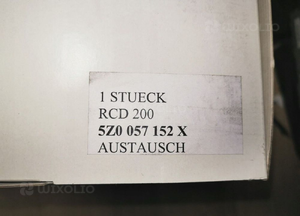 1 STUECK
RCD 200
5Z0 057 152 X
AUSTAUSCH